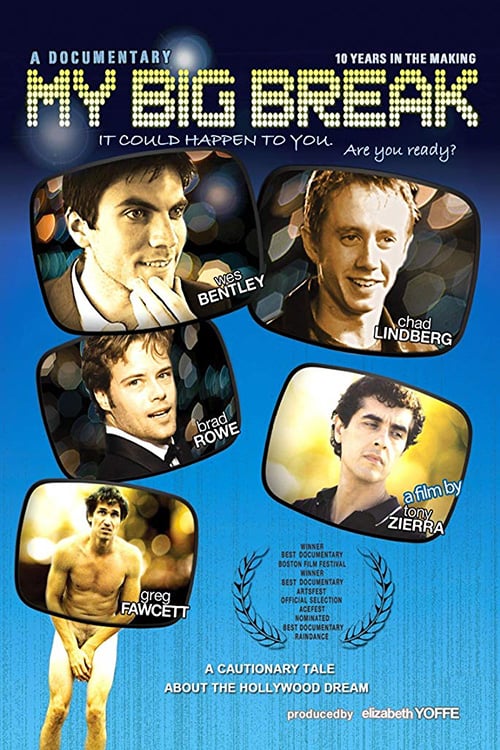 A DOCUMENTARY
10 YEARS IN THE MAKING
MY BIG BREAK
IT COULD HAPPEN TO YOU.
Are you ready?
wes
BENTLEY
chad
LINDBERG
brad
ROWE
a film by
tony
ZIERRA
greg
FAWCETT
WINNER
BEST DOCUMENTARY
BOSTON FILM FESTIVAL
WINNER
BEST DOCUMENTARY
ARTSFEST
OFFICIAL SELECTION
ACEFEST
NOMINATED
BEST DOCUMENTARY
RAINDANCE
A CAUTIONARY TALE
ABOUT THE HOLLYWOOD DREAM
produced by elizabeth YOFFE